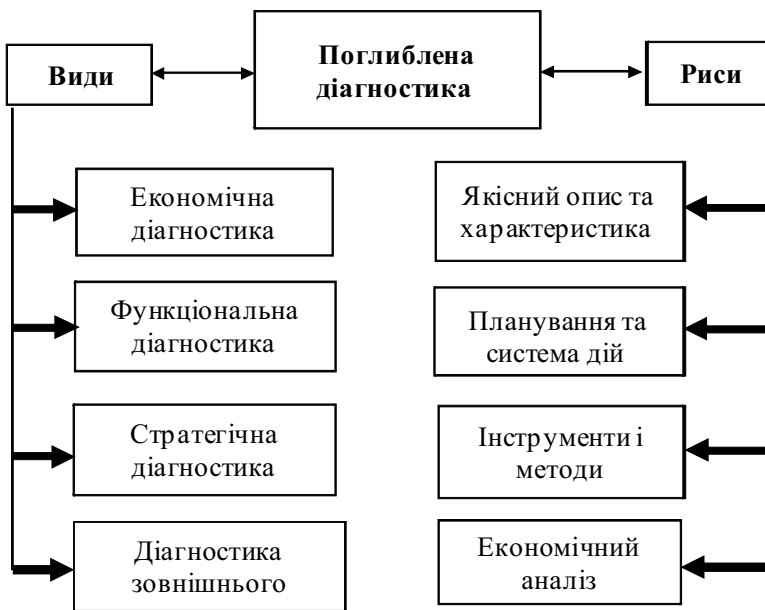 Види
Поглиблена
діагностика
Риси
Економічна
діагностика
Функціональна
діагностика
Стратегічна
діагностика
Діагностика
зовнішнього
Якісний опис та
характеристика
Планування та
система дій
Інструменти і
методи
Економічний
аналіз